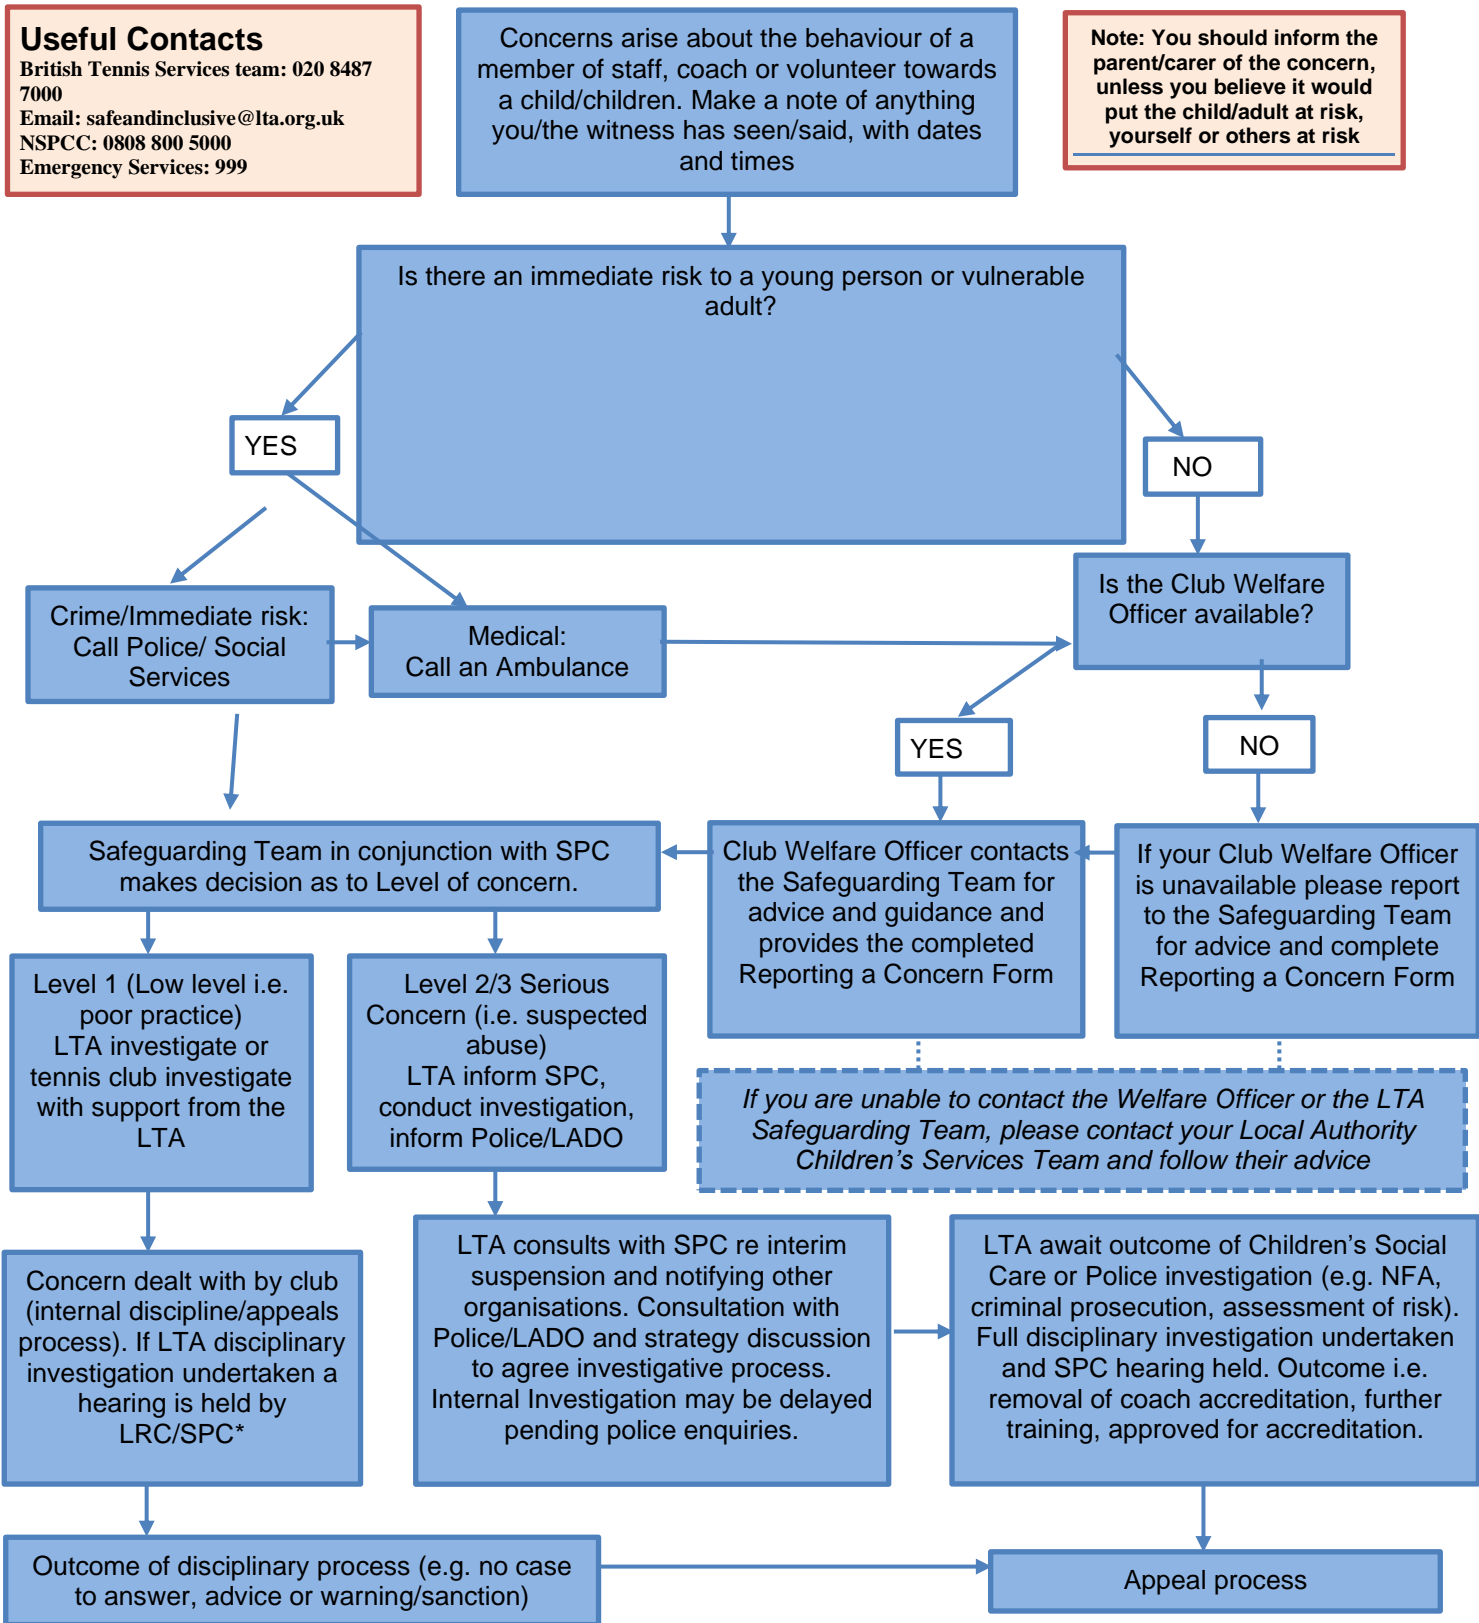 Useful Contacts
British Tennis Services team: 020 8487
7000
Email: safeandinclusive@lta.org.uk
NSPCC: 0808 800 5000
Emergency Services: 999
Concerns arise about the behaviour of a
member of staff, coach or volunteer towards
a child/children. Make a note of anything
you/the witness has seen/said, with dates
and times
Note: You should inform the
parent/carer of the concern,
unless you believe it would
put the child/adult at risk,
yourself or others at risk
Is there an immediate risk to a young person or vulnerable
adult?
YES
NO
Crime/Immediate risk:
Call Police/ Social
Services
Medical:
Call an Ambulance
Is the Club Welfare
Officer available?
YES
NO
Safeguarding Team in conjunction with SPC
makes decision as to Level of concern.
Club Welfare Officer contacts
the Safeguarding Team for
advice and guidance and
provides the completed
Reporting a Concern Form
If your Club Welfare Officer
is unavailable please report
to the Safeguarding Team
for advice and complete
Reporting a Concern Form
Level 1 (Low level i.e.
poor practice)
LTA investigate or
tennis club investigate
with support from the
LTA
Level 2/3 Serious
Concern (i.e. suspected
abuse)
LTA inform SPC,
conduct investigation,
inform Police/LADO
If you are unable to contact the Welfare Officer or the LTA
Safeguarding Team, please contact your Local Authority
Children’s Services Team and follow their advice
Concern dealt with by club
(internal discipline/appeals
process). If LTA disciplinary
investigation undertaken a
hearing is held by
LRC/SPC*
LTA consults with SPC re interim
suspension and notifying other
organisations. Consultation with
Police/LADO and strategy discussion
to agree investigative process.
Internal Investigation may be delayed
pending police enquiries.
LTA await outcome of Children’s Social
Care or Police investigation (e.g. NFA,
criminal prosecution, assessment of risk).
Full disciplinary investigation undertaken
and SPC hearing held. Outcome i.e.
removal of coach accreditation, further
training, approved for accreditation.
Outcome of disciplinary process (e.g. no case
to answer, advice or warning/sanction)
Appeal process